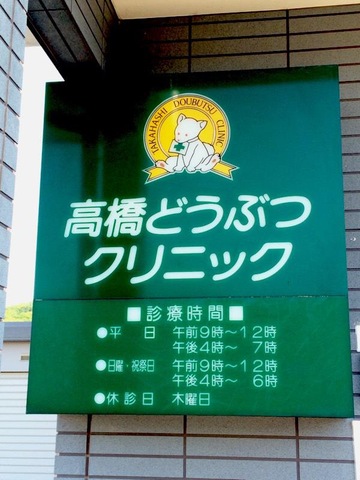 TAKAHASHI DOUBUTSU CLINIC
高橋どうぶつ
クリニック
■診療時間■
●平　日　午前9時〜12時
午後4時〜　7時
●日曜・祝祭日　午前9時〜12時
午後4時〜　6時
●休診日　木曜日